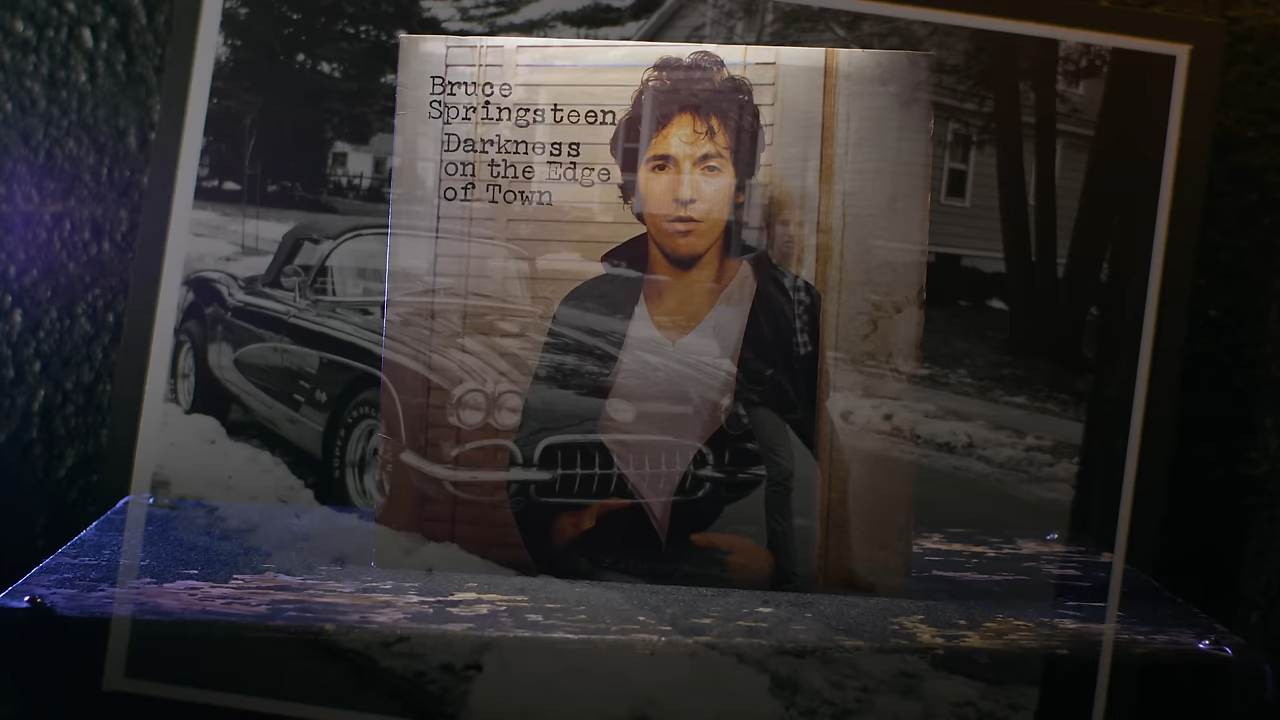 Bruce
Springsteen
Darkness
on the Edge
of Town